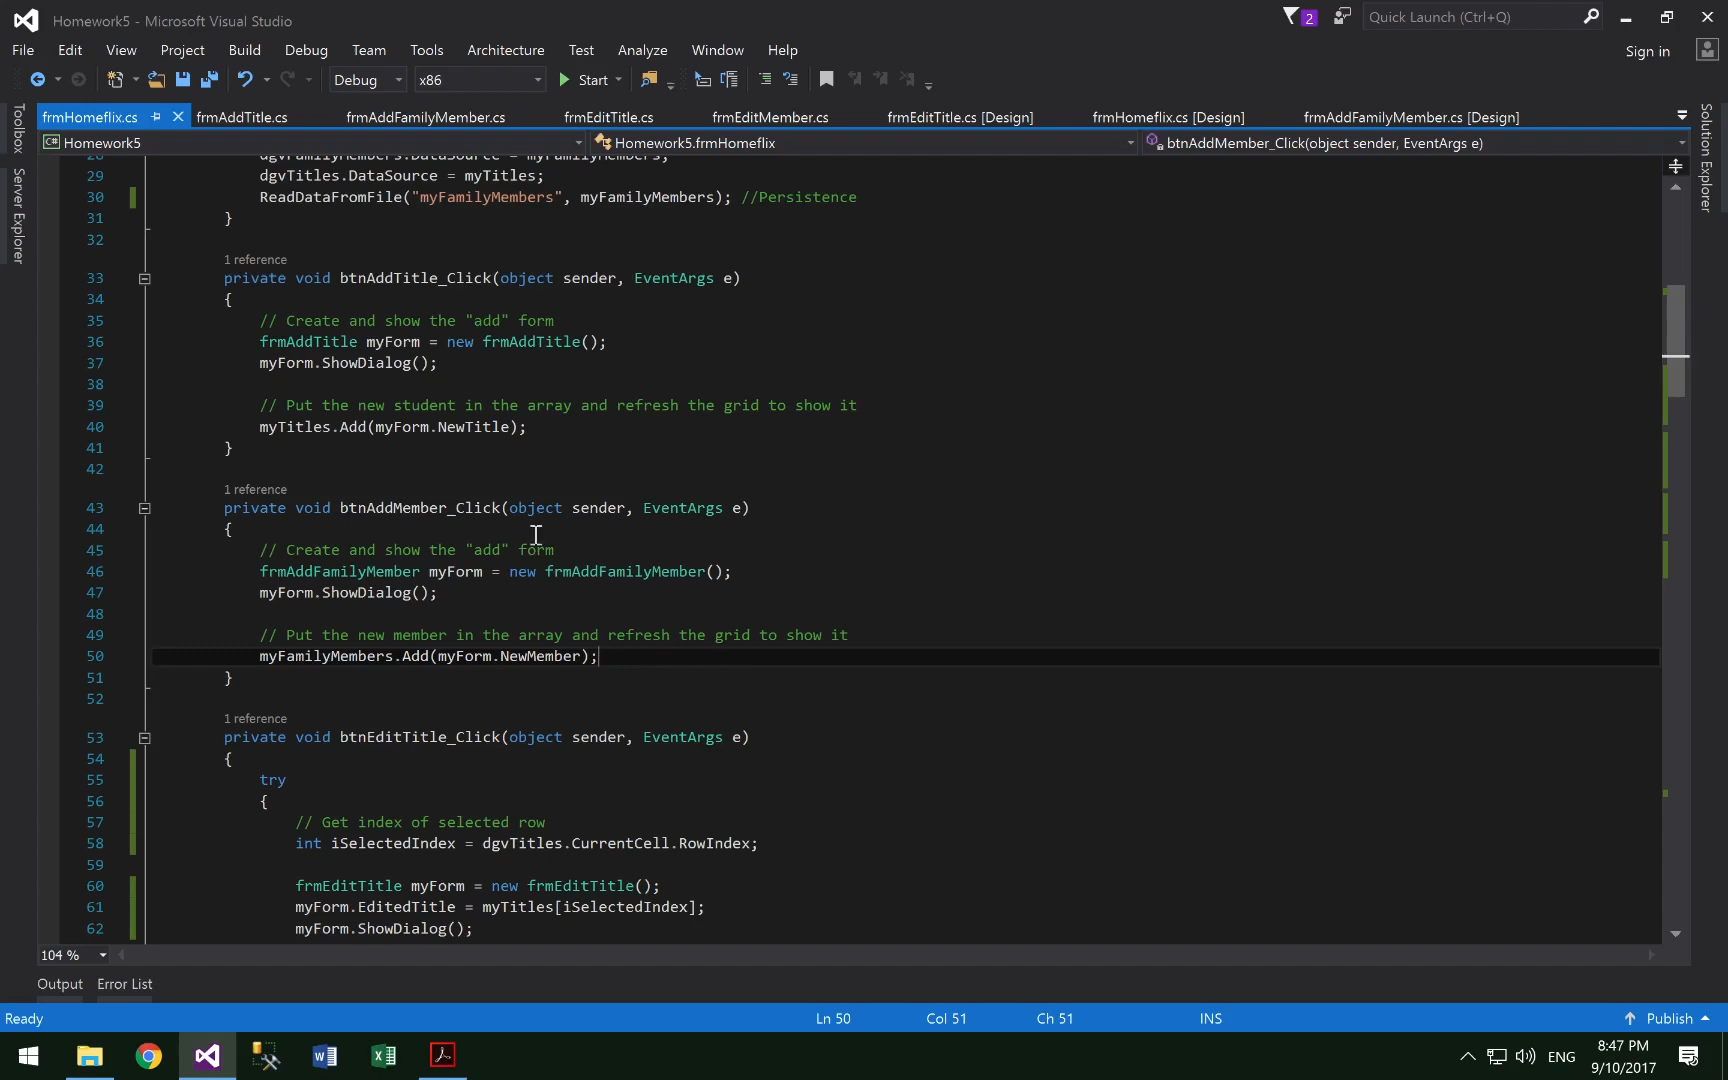 Homework5 - Microsoft Visual Studio
2
Quick Launch (Ctrl+Q)
File Edit View Project Build Debug Team Tools Architecture Test Analyze Window Help
Sign in
Debug x86 Start
frmHomeflix.cs frmAddTitle.cs frmAddFamilyMember.cs frmEditTitle.cs frmEditMember.cs frmEditTitle.cs [Design] frmHomeflix.cs [Design] frmAddFamilyMember.cs [Design]
C# Homework5 Homework5.frmHomeflix btnAddMember_Click(object sender, EventArgs e)
Toolbox
Server Explorer
Solution Explorer
28 dgvFamilyMembers.DataSource = myFamilyMembers;
29 dgvTitles.DataSource = myTitles;
30 ReadDataFromFile("myFamilyMembers", myFamilyMembers); //Persistence
31 }
32
1 reference
33 private void btnAddTitle_Click(object sender, EventArgs e)
34 {
35 // Create and show the "add" form
36 frmAddTitle myForm = new frmAddTitle();
37 myForm.ShowDialog();
38
39 // Put the new student in the array and refresh the grid to show it
40 myTitles.Add(myForm.NewTitle);
41 }
42
1 reference
43 private void btnAddMember_Click(object sender, EventArgs e)
44 {
45 // Create and show the "add" form
46 frmAddFamilyMember myForm = new frmAddFamilyMember();
47 myForm.ShowDialog();
48
49 // Put the new member in the array and refresh the grid to show it
50 myFamilyMembers.Add(myForm.NewMember);
51 }
52
1 reference
53 private void btnEditTitle_Click(object sender, EventArgs e)
54 {
55 try
56 {
57 // Get index of selected row
58 int iSelectedIndex = dgvTitles.CurrentCell.RowIndex;
59
60 frmEditTitle myForm = new frmEditTitle();
61 myForm.EditedTitle = myTitles[iSelectedIndex];
62 myForm.ShowDialog();
104 %
Output Error List
Ready Ln 50 Col 51 Ch 51 INS Publish
ENG
8:47 PM
9/10/2017